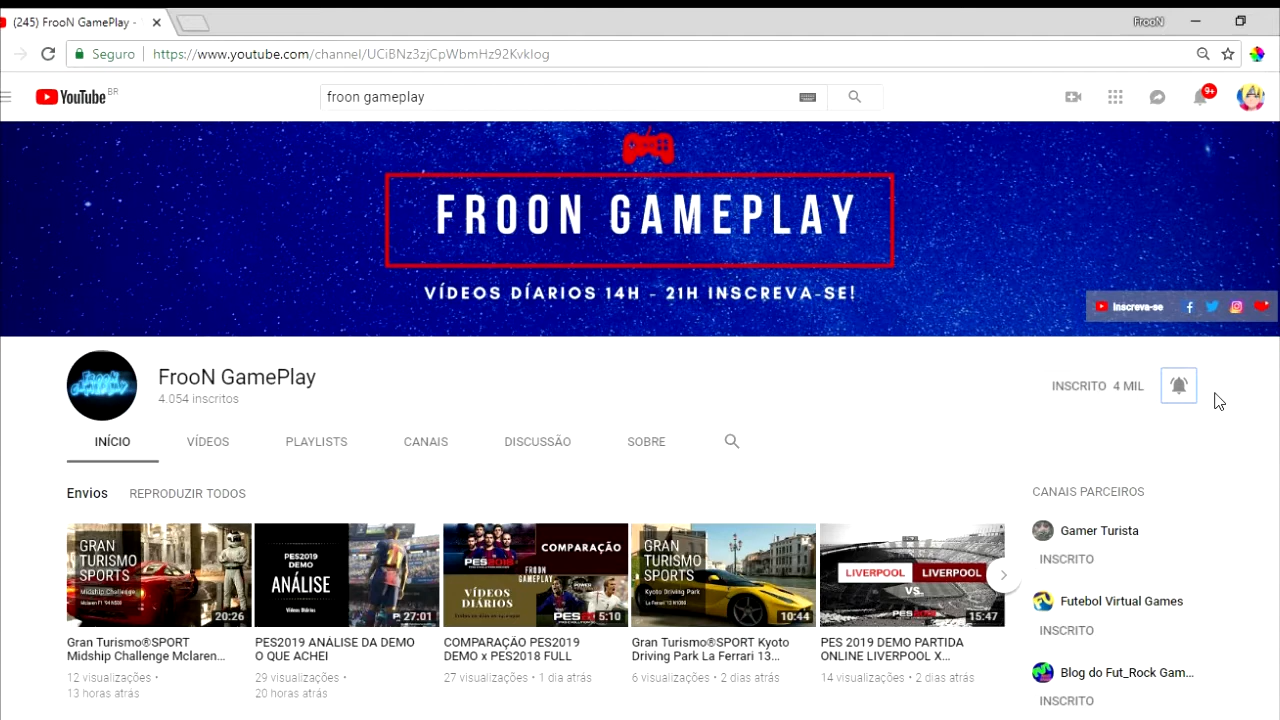 (245) FrooN GamePlay -
FrooN
Seguro
https://www.youtube.com/channel/UCiBNz3zjCpWbmHz92KvkIog
YouTube BR
froon gameplay
9+
FROON GAMEPLAY
VÍDEOS DÍARIOS 14H - 21H INSCREVA-SE!
Inscreva-se
FrooN GamePlay
4.054 inscritos
INSCRITO 4 MIL
INÍCIO VÍDEOS PLAYLISTS CANAIS DISCUSSÃO SOBRE
Envios REPRODUZIR TODOS
GRAN
TURISMO
SPORTS
Midship Challenge
20:26
Gran Turismo®SPORT
Midship Challenge Mclaren...
12 visualizações •
13 horas atrás
PES2019
DEMO
ANÁLISE
Vídeos Diários
27:01
PES2019 ANÁLISE DA DEMO
O QUE ACHEI
29 visualizações •
20 horas atrás
PES2018
COMPARAÇÃO
FROON
GAMEPLAY
VÍDEOS
DIÁRIOS
5:10
COMPARAÇÃO PES2019
DEMO x PES2018 FULL
27 visualizações • 1 dia atrás
GRAN
TURISMO
SPORTS
Kyoto Driving Park
10:44
Gran Turismo®SPORT Kyoto
Driving Park La Ferrari 13...
6 visualizações • 2 dias atrás
LIVERPOOL LIVERPOOL
VS.
15:47
PES 2019 DEMO PARTIDA
ONLINE LIVERPOOL X...
14 visualizações • 2 dias atrás
CANAIS PARCEIROS
Gamer Turista
INSCRITO
Futebol Virtual Games
INSCRITO
Blog do Fut_Rock Gam...
INSCRITO